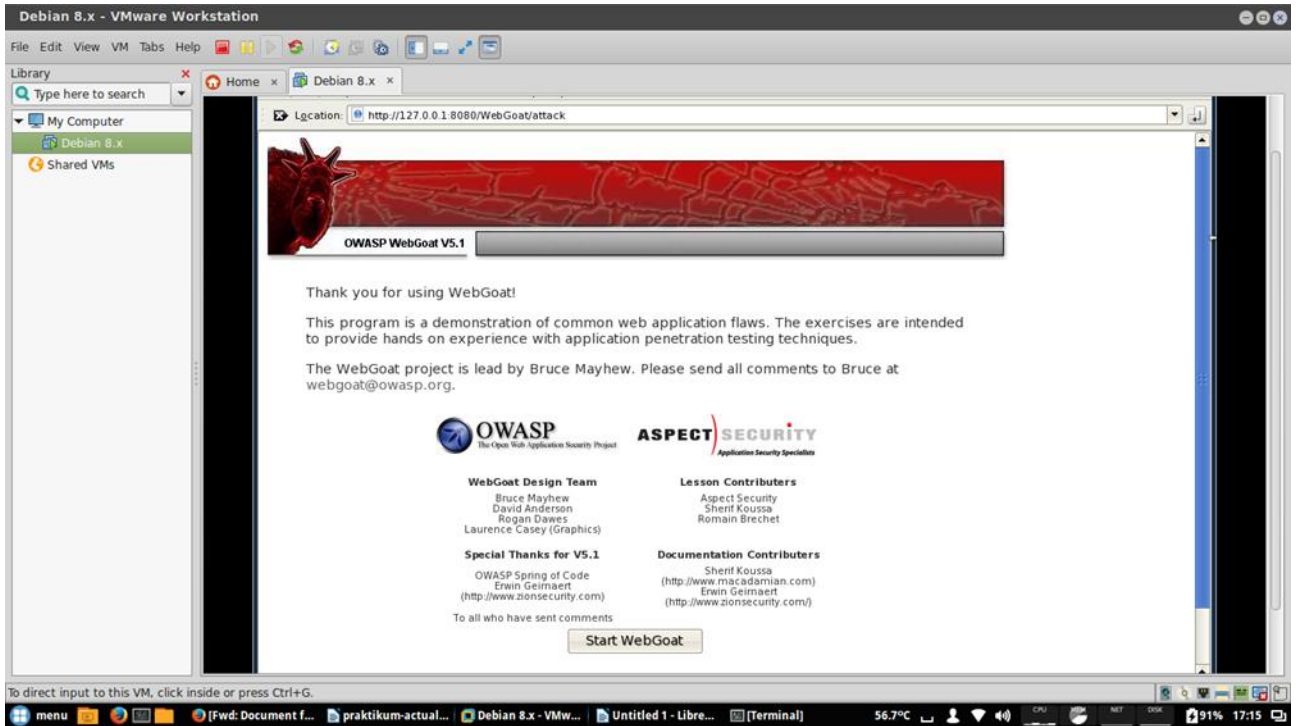 Debian 8.x - VMware Workstation
File Edit View VM Tabs Help
Library
Type here to search
My Computer
Debian 8.x
Shared VMs
Home
Debian 8.x
Location: http://127.0.0.1:8080/WebGoat/attack
OWASP WebGoat V5.1
Thank you for using WebGoat!
This program is a demonstration of common web application flaws. The exercises are intended
to provide hands on experience with application penetration testing techniques.
The WebGoat project is lead by Bruce Mayhew. Please send all comments to Bruce at
webgoat@owasp.org.
OWASP
The Open Web Application Security Project
ASPECT SECURITY
Application Security Specialists
WebGoat Design Team
Bruce Mayhew
David Anderson
Rogan Dawes
Laurence Casey (Graphics)
Lesson Contributers
Aspect Security
Sherif Koussa
Romain Brechet
Special Thanks for V5.1
OWASP Spring of Code
Erwin Geirnaert
(http://www.zionsecurity.com)
Documentation Contributers
Sherif Koussa
(http://www.macadamian.com)
Erwin Geirnaert
(http://www.zionsecurity.com/)
To all who have sent comments
Start WebGoat
To direct input to this VM, click inside or press Ctrl+G.
menu
[Fwd: Document f...
praktikum-actual...
Debian 8.x - VMw...
Untitled 1 - Libre...
[Terminal]
56.7°C
CPU
NET
DISK
91%
17:15